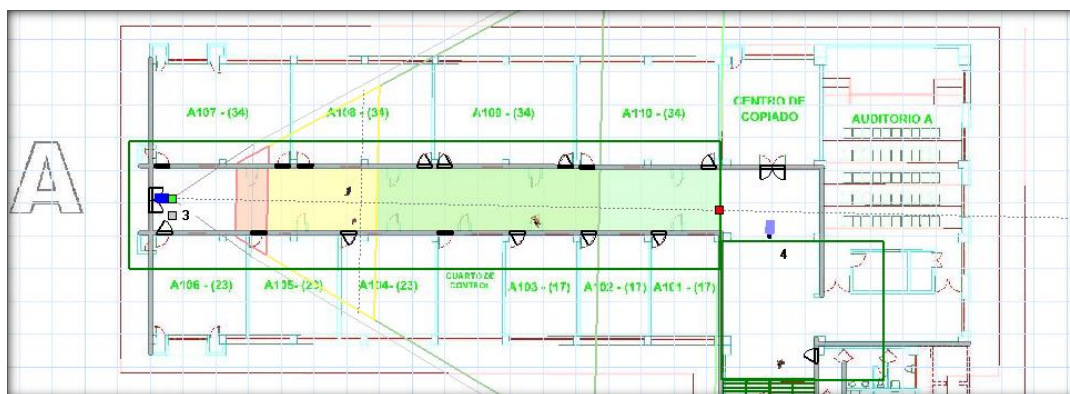 A107 - (34)
A108 - (34)
A109 - (34)
A110 - (34)
CENTRO DE
COPIADO
AUDITORIO A
A
3
4
A106 - (23)
A105- (23)
A104- (23)
CUARTO DE
CONTROL
A103 - (17)
A102 - (17)
A101 - (17)